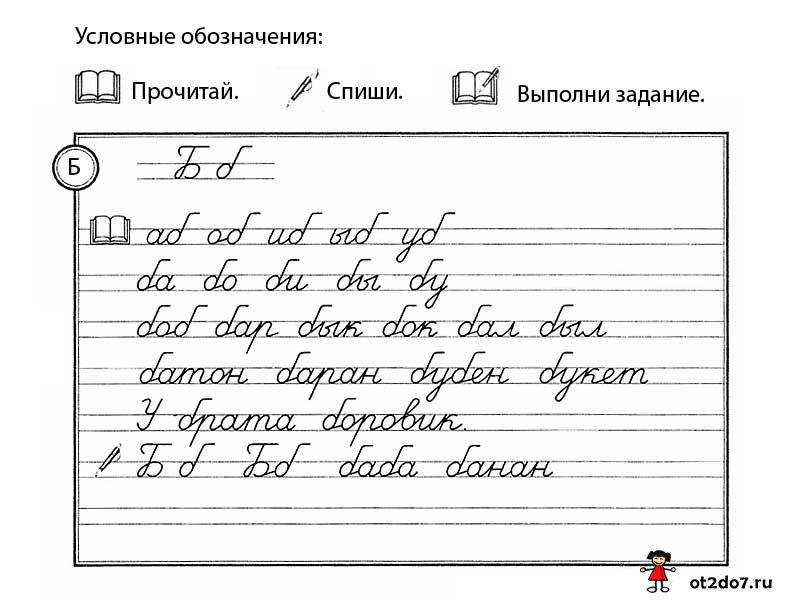 Условные обозначения:
Прочитай. Спиши. Выполни задание.
Б
Б б
аб об иб ыб уб
ба бо би бы бу
боб бар бык бок бал был
батон баран бубен букет
У брата боровик.
Б б Бб баба банан
ot2do7.ru